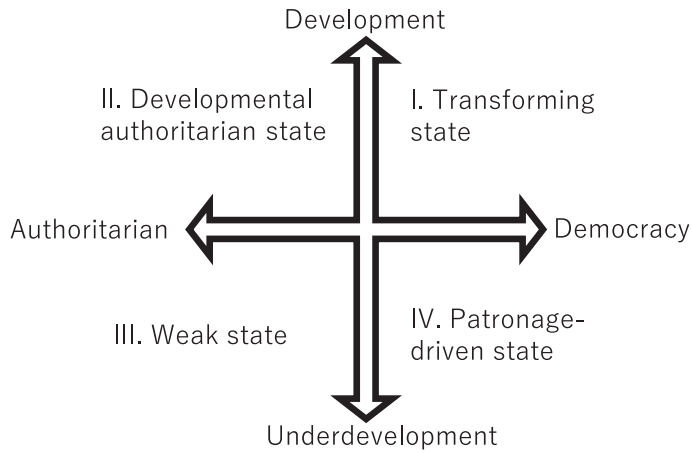 Development
II. Developmental
authoritarian state
I. Transforming
state
Authoritarian
Democracy
III. Weak state
IV. Patronage-
driven state
Underdevelopment